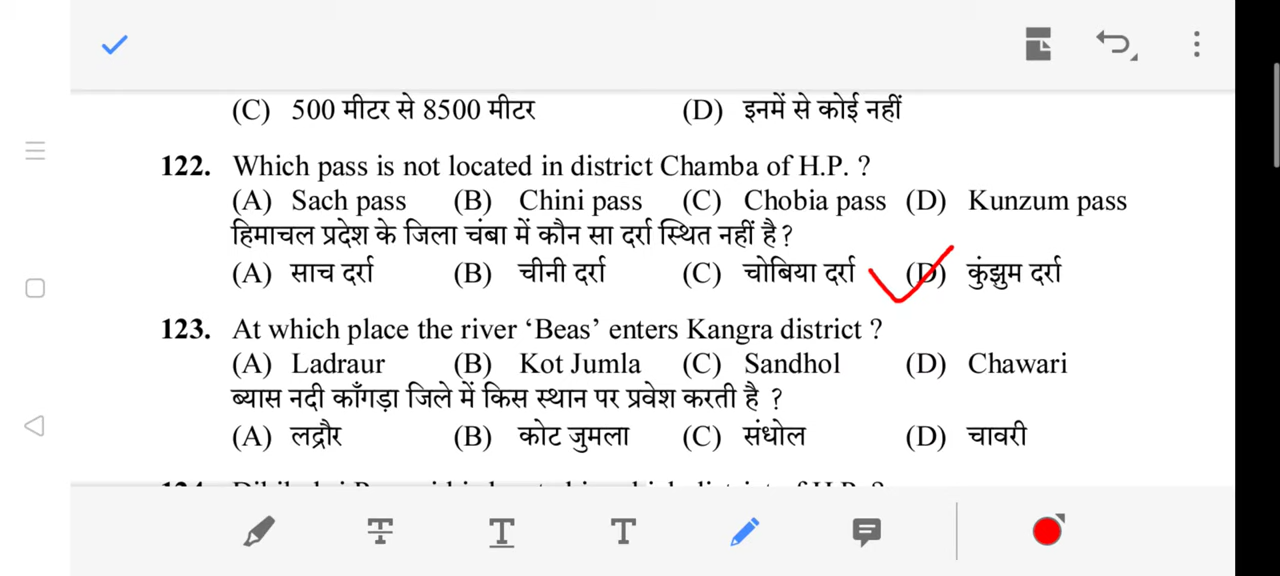 (C) 500 मीटर से 8500 मीटर (D) इनमें से कोई नहीं
122. Which pass is not located in district Chamba of H.P. ?
(A) Sach pass (B) Chini pass (C) Chobia pass (D) Kunzum pass
हिमाचल प्रदेश के जिला चंबा में कौन सा दर्रा स्थित नहीं है ?
(A) साच दर्रा (B) चीनी दर्रा (C) चोबिया दर्रा (D) कुंझुम दर्रा
123. At which place the river ‘Beas’ enters Kangra district ?
(A) Ladraur (B) Kot Jumla (C) Sandhol (D) Chawari
ब्यास नदी काँगड़ा जिले में किस स्थान पर प्रवेश करती है ?
(A) लद्रौर (B) कोट जुमला (C) संधोल (D) चावरी